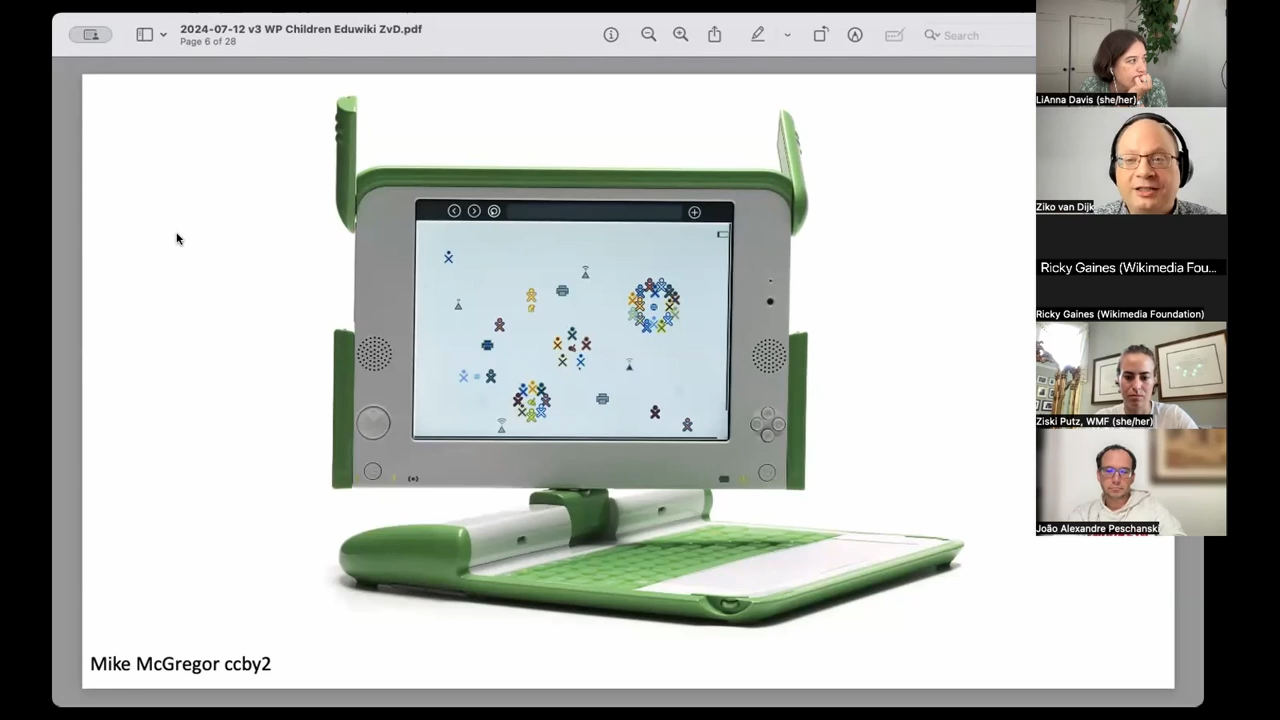 2024-07-12 v3 WP Children Eduwiki ZvD.pdf
Page 6 of 28
Search
LiAnna Davis (she/her)
Ziko van Dijk
Ricky Gaines (Wikimedia Fou...
Ricky Gaines (Wikimedia Foundation)
Ziski Putz, WMF (she/her)
João Alexandre Peschanski
Mike McGregor ccby2